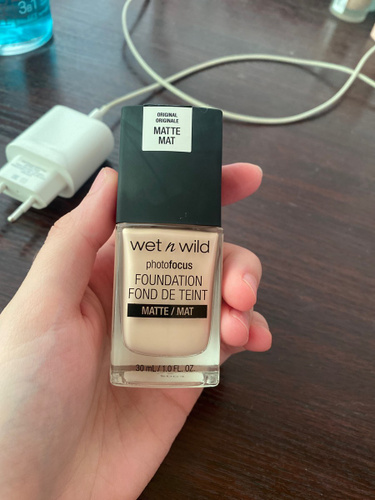 3в1
ORIGINAL
ORIGINALE
MATTE
MAT
wet n wild
photofocus
FOUNDATION
FOND DE TEINT
MATTE / MAT
30 mL / 1.0 FL. OZ.